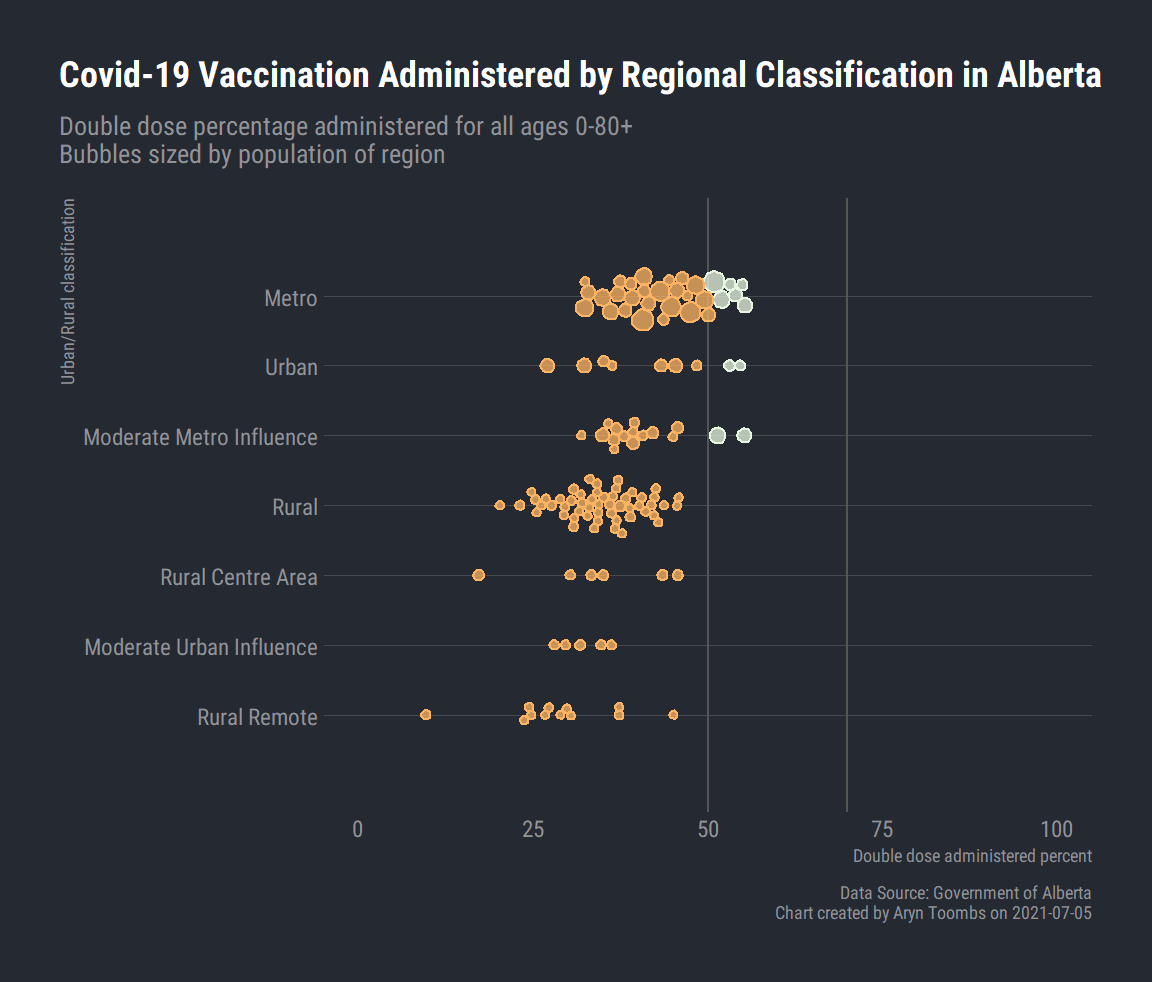 Covid-19 Vaccination Administered by Regional Classification in Alberta
Double dose percentage administered for all ages 0-80+
Bubbles sized by population of region
Urban/Rural classification
Metro
Urban
Moderate Metro Influence
Rural
Rural Centre Area
Moderate Urban Influence
Rural Remote
0 25 50 75 100
Double dose administered percent
Data Source: Government of Alberta
Chart created by Aryn Toombs on 2021-07-05